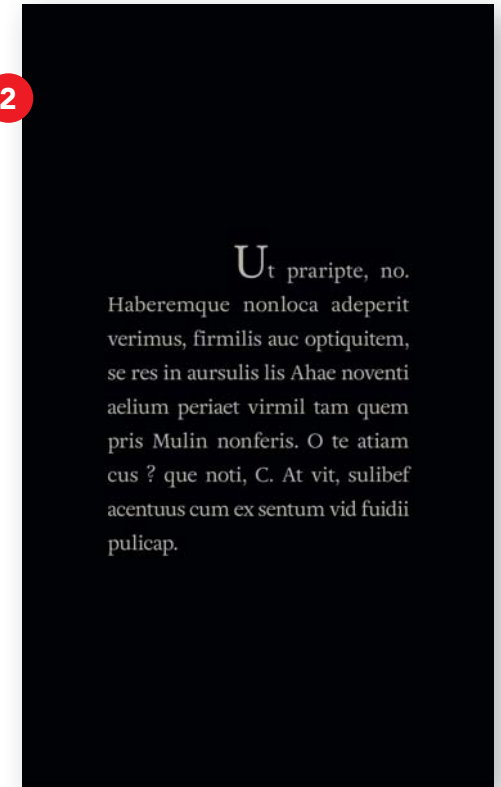 2
Ut praripte, no.
Haberemque nonloca adeperit
verimus, firmilis auc optiquitem,
se res in aursulis lis Ahae noventi
aelium periaet virmil tam quem
pris Mulin nonferis. O te atiam
cus ? que noti, C. At vit, sulibef
acentuus cum ex sentum vid fuidii
pulicap.